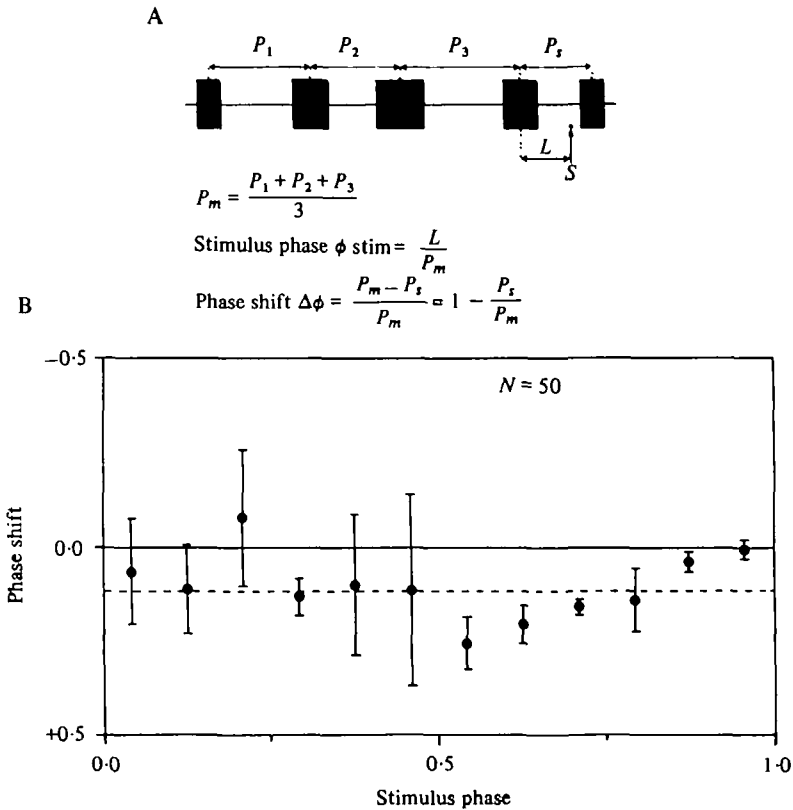 A
P₁ P₂ P₃ Pₛ
L
S
Pₘ = P₁ + P₂ + P₃ / 3
Stimulus phase ϕ stim = L / Pₘ
Phase shift Δϕ = Pₘ − Pₛ / Pₘ = 1 − Pₛ / Pₘ
B
−0·5
N = 50
0·0
+0·5
Phase shift
0·0 0·5 1·0
Stimulus phase